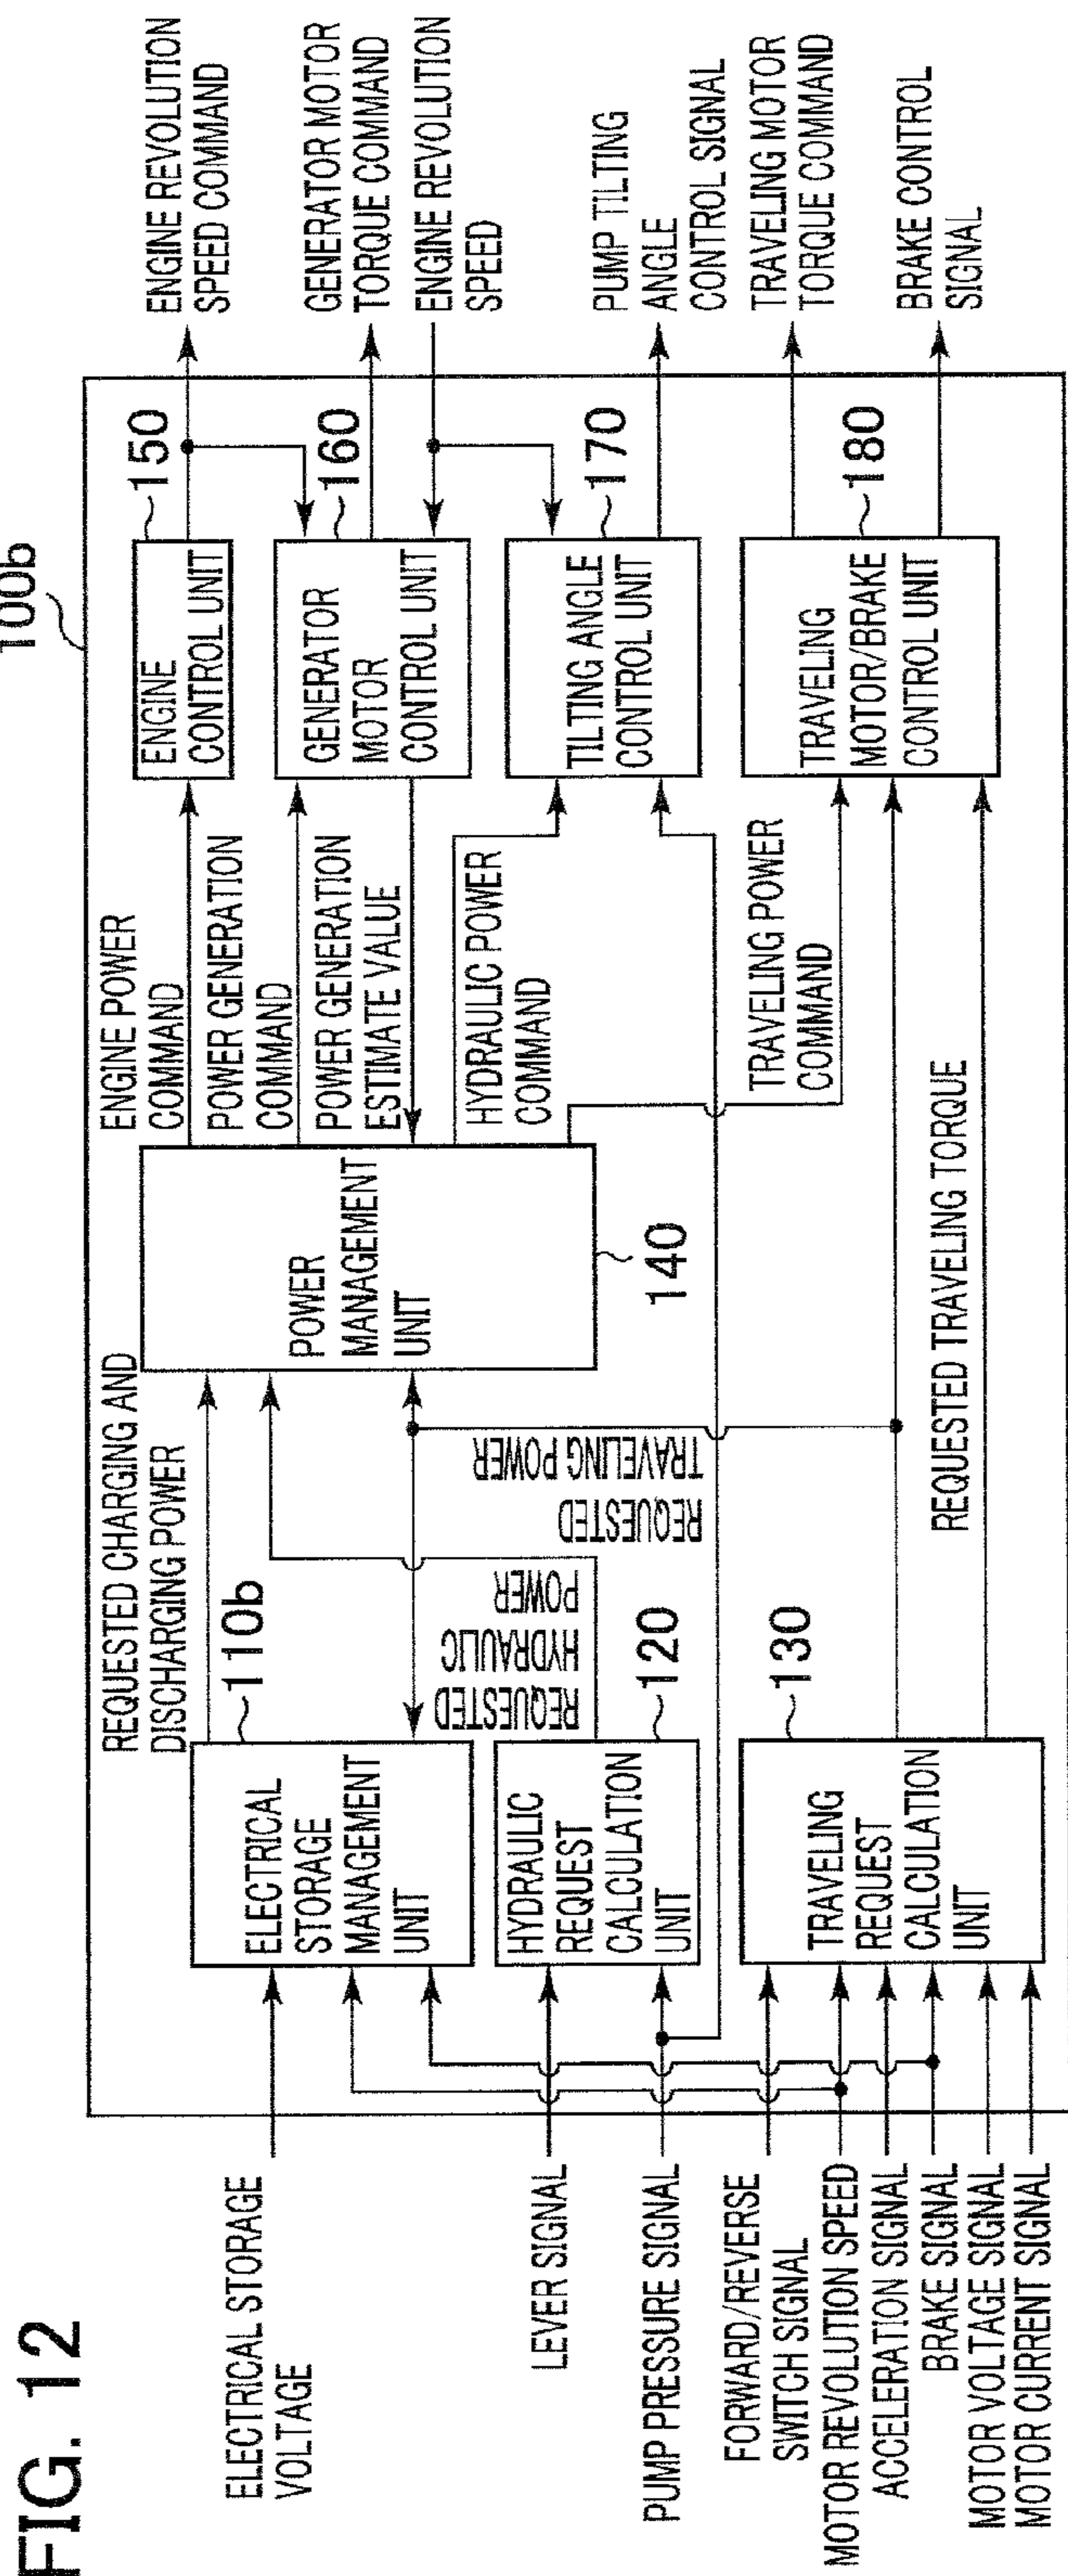 FIG. 12
100b
ELECTRICAL STORAGE
VOLTAGE
LEVER SIGNAL
PUMP PRESSURE SIGNAL
FORWARD/REVERSE
SWITCH SIGNAL
MOTOR REVOLUTION SPEED
ACCELERATION SIGNAL
BRAKE SIGNAL
MOTOR VOLTAGE SIGNAL
MOTOR CURRENT SIGNAL
ELECTRICAL
STORAGE
MANAGEMENT
UNIT
110b
HYDRAULIC
REQUEST
CALCULATION
UNIT
120
TRAVELING
REQUEST
CALCULATION
UNIT
130
REQUESTED CHARGING AND
DISCHARGING POWER
REQUESTED
HYDRAULIC
POWER
REQUESTED
TRAVELING POWER
REQUESTED TRAVELING TORQUE
POWER
MANAGEMENT
UNIT
140
ENGINE POWER
COMMAND
POWER GENERATION
COMMAND
POWER GENERATION
ESTIMATE VALUE
HYDRAULIC POWER
COMMAND
TRAVELING POWER
COMMAND
ENGINE
CONTROL UNIT
150
GENERATOR
MOTOR
CONTROL UNIT
160
TILTING ANGLE
CONTROL UNIT
170
TRAVELING
MOTOR/BRAKE
CONTROL UNIT
180
ENGINE REVOLUTION
SPEED COMMAND
GENERATOR MOTOR
TORQUE COMMAND
ENGINE REVOLUTION
SPEED
PUMP TILTING
ANGLE
CONTROL SIGNAL
TRAVELING MOTOR
TORQUE COMMAND
BRAKE CONTROL
SIGNAL